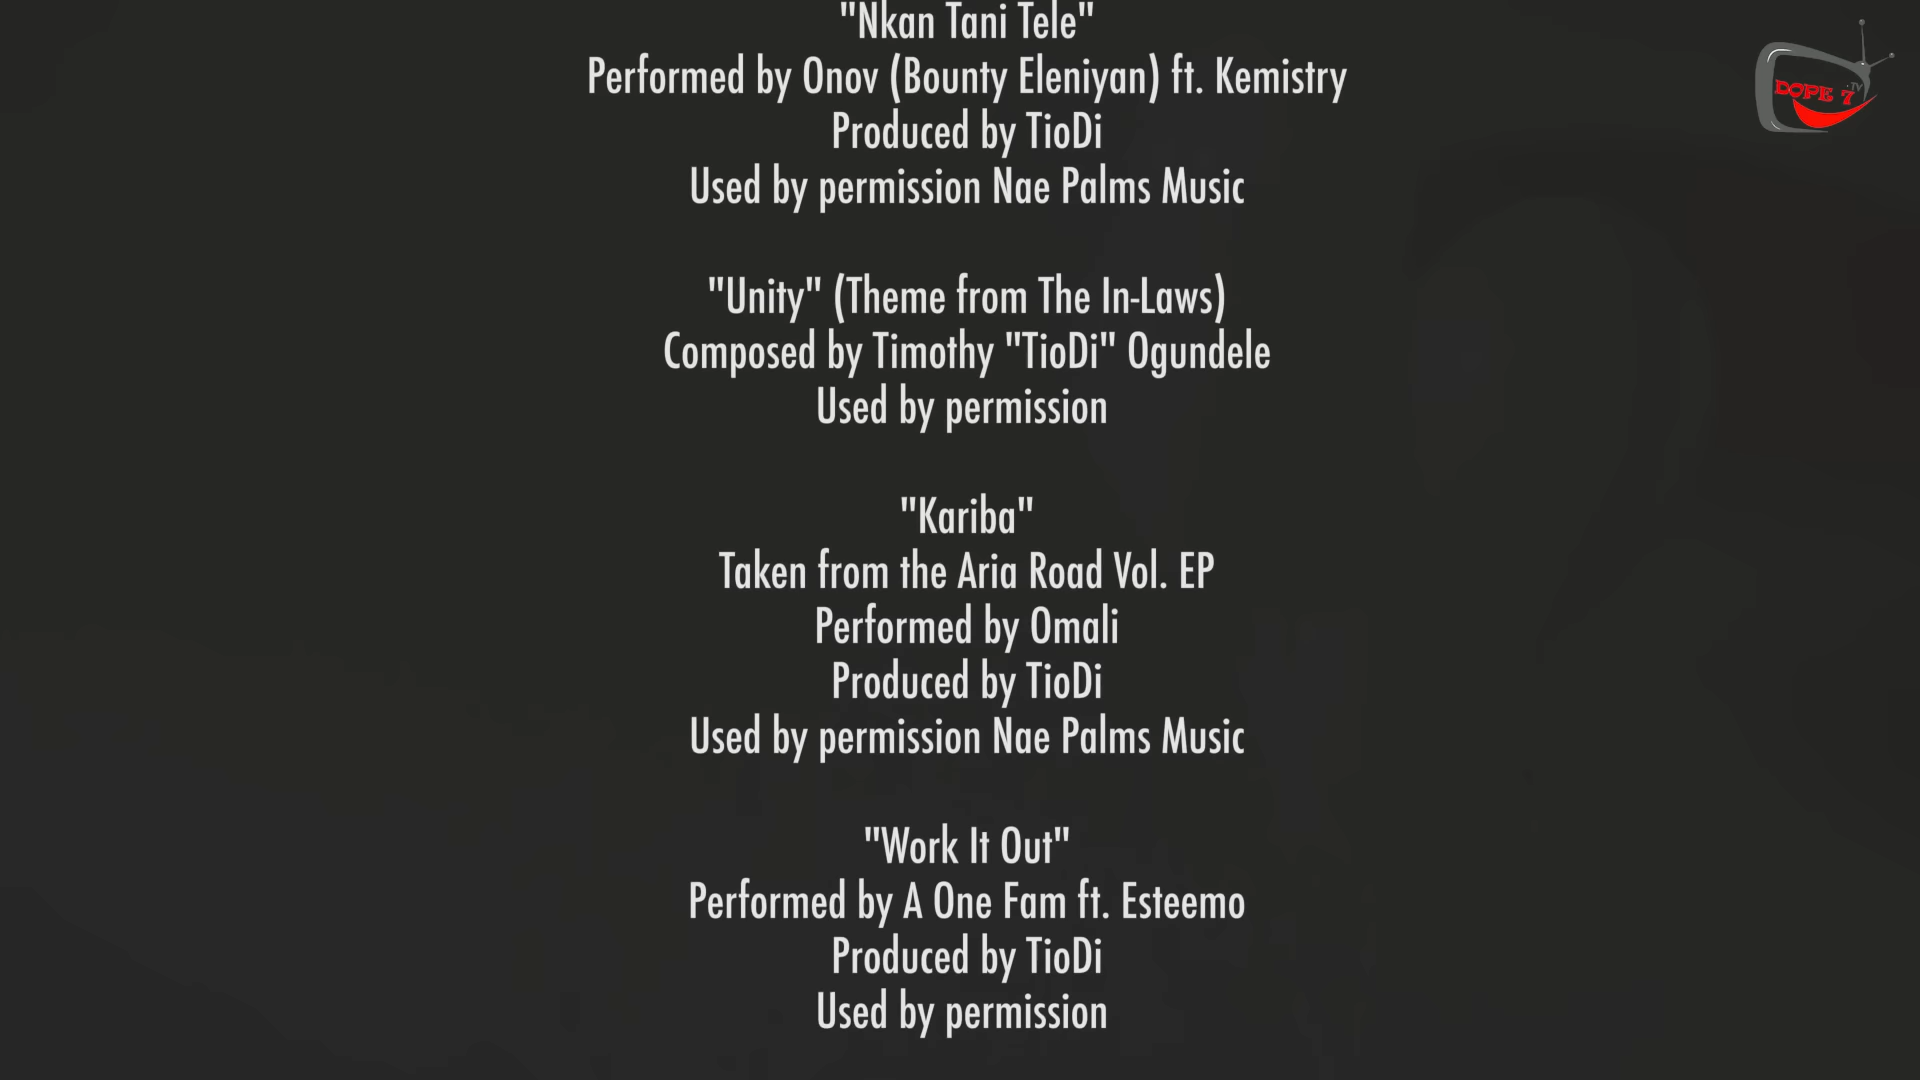 "Nkan Tani Tele"
Performed by Onov (Bounty Eleniyan) ft. Kemistry
Produced by TioDi
Used by permission Nae Palms Music
"Unity" (Theme from The In-Laws)
Composed by Timothy "TioDi" Ogundele
Used by permission
"Kariba"
Taken from the Aria Road Vol. EP
Performed by Omali
Produced by TioDi
Used by permission Nae Palms Music
"Work It Out"
Performed by A One Fam ft. Esteemo
Produced by TioDi
Used by permission
DOPE 7 .TV